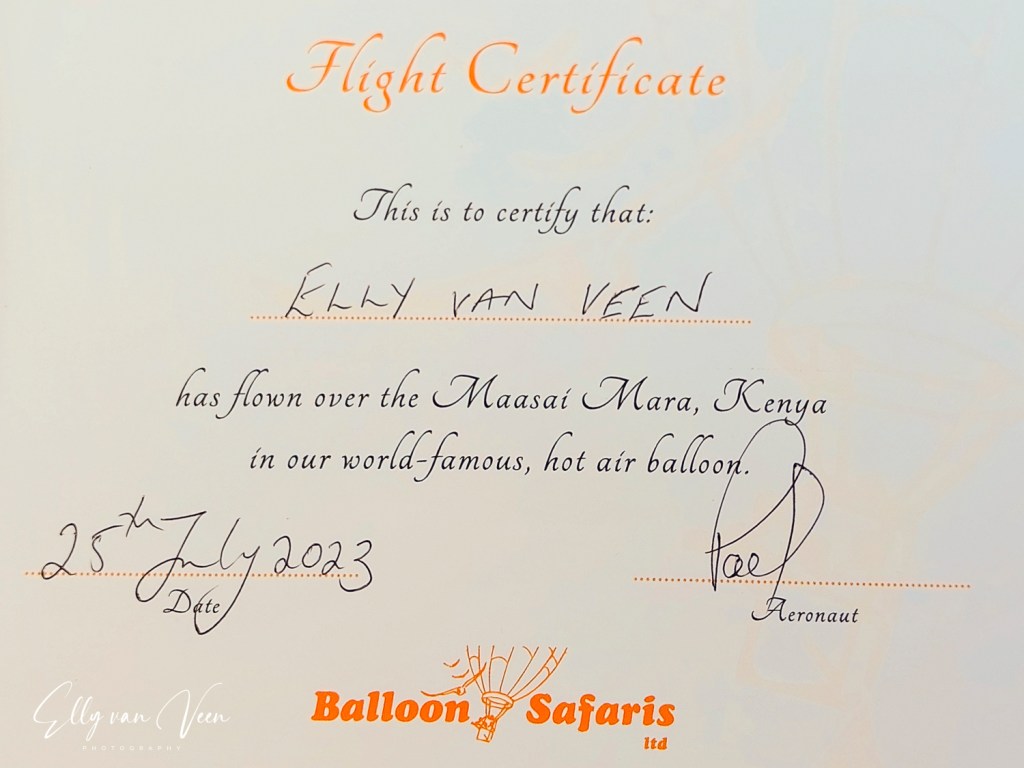 Flight Certificate
This is to certify that:
ELLY VAN VEEN
has flown over the Maasai Mara, Kenya
in our world-famous, hot air balloon.
25th July 2023
Date
Aeronaut
Balloon Safaris
ltd
Elly van Veen
PHOTOGRAPHY